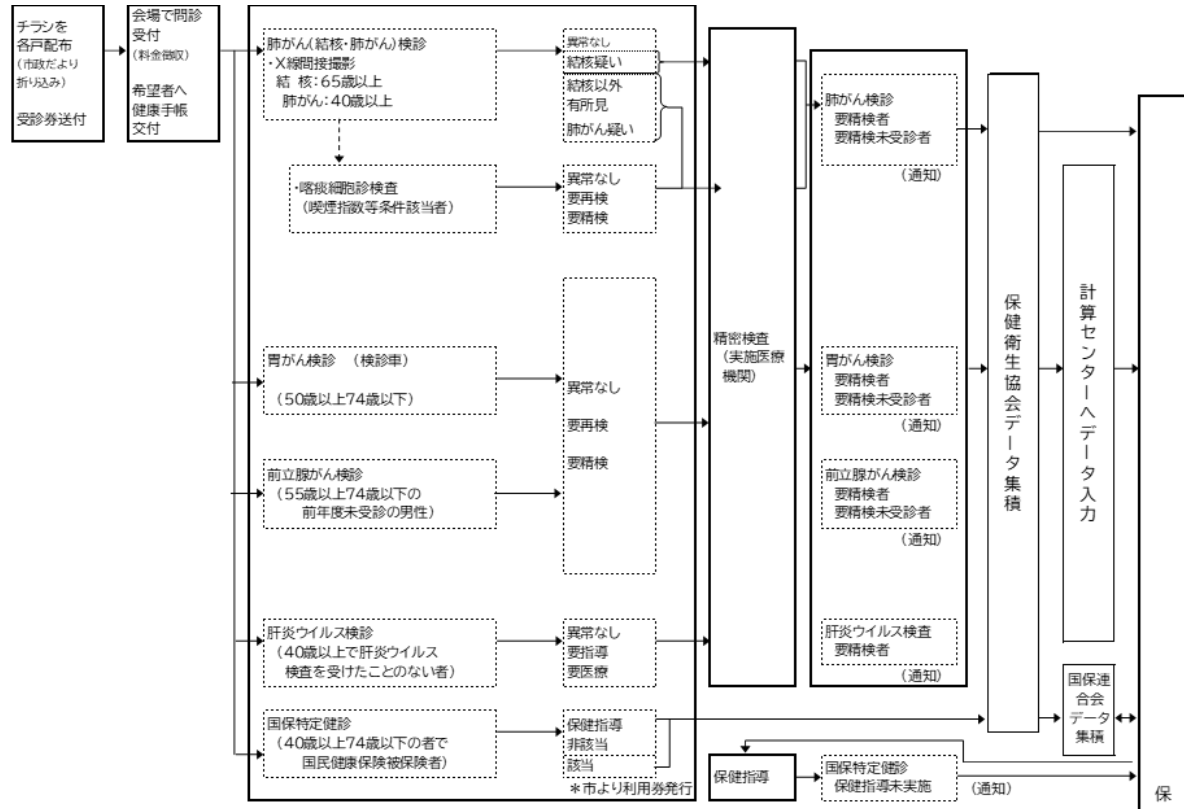 チラシを
各戸配布
(市政だより
折り込み)
受診券送付
会場で問診
受付
(料金徴収)
希望者へ
健康手帳
交付
肺がん(結核・肺がん)検診
・X線間接撮影
結 核:65歳以上
肺がん:40歳以上
異常なし
結核疑い
結核以外
有所見
肺がん疑い
・喀痰細胞診検査
(喫煙指数等条件該当者)
異常なし
要再検
要精検
胃がん検診 (検診車)
(50歳以上74歳以下)
前立腺がん検診
(55歳以上74歳以下の
前年度未受診の男性)
異常なし
要再検
要精検
肝炎ウイルス検診
(40歳以上で肝炎ウイルス
検査を受けたことのない者)
異常なし
要指導
要医療
国保特定健診
(40歳以上74歳以下の者で
国民健康保険被保険者)
保健指導
非該当
該当
*市より利用券発行
精密検査
(実施医療
機関)
肺がん検診
要精検者
要精検未受診者
(通知)
胃がん検診
要精検者
要精検未受診者
(通知)
前立腺がん検診
要精検者
要精検未受診者
(通知)
肝炎ウイルス検査
要精検者
(通知)
保健指導
国保特定健診
保健指導未実施
(通知)
保健衛生協会データ集積
計算センターへデータ入力
国保連
合会
データ
集積
保